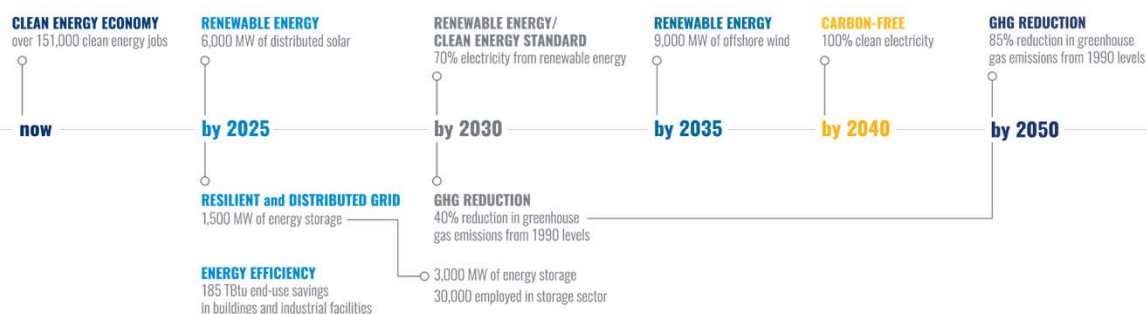 CLEAN ENERGY ECONOMY
over 151,000 clean energy jobs
now
RENEWABLE ENERGY
6,000 MW of distributed solar
by 2025
RESILIENT and DISTRIBUTED GRID
1,500 MW of energy storage
ENERGY EFFICIENCY
185 TBtu end-use savings
in buildings and industrial facilities
RENEWABLE ENERGY/
CLEAN ENERGY STANDARD
70% electricity from renewable energy
by 2030
GHG REDUCTION
40% reduction in greenhouse
gas emissions from 1990 levels
3,000 MW of energy storage
30,000 employed in storage sector
RENEWABLE ENERGY
9,000 MW of offshore wind
by 2035
CARBON-FREE
100% clean electricity
by 2040
GHG REDUCTION
85% reduction in greenhouse
gas emissions from 1990 levels
by 2050